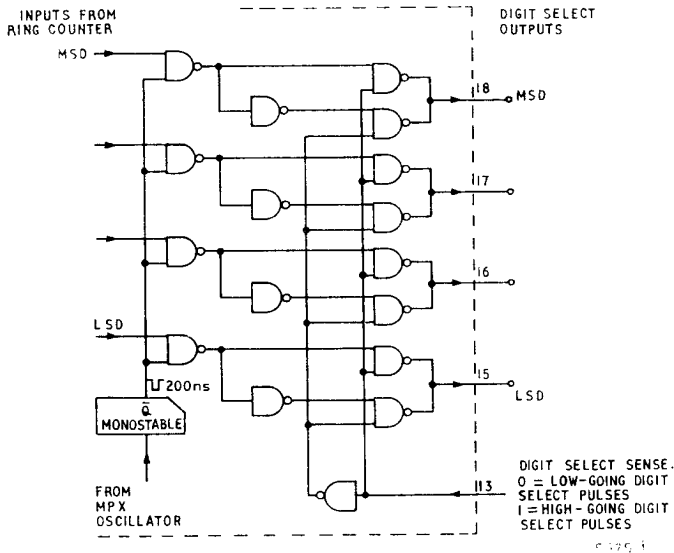 INPUTS FROM
RING COUNTER
DIGIT SELECT
OUTPUTS
MSD
18
MSD
17
16
LSD
15
LSD
200ns
Q̄
MONOSTABLE
13
FROM
MPX
OSCILLATOR
DIGIT SELECT SENSE.
0 = LOW-GOING DIGIT
SELECT PULSES
1 = HIGH-GOING DIGIT
SELECT PULSES